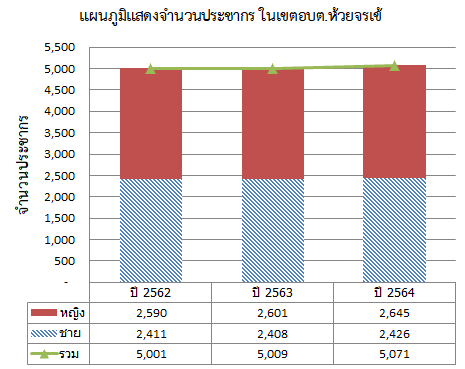 แผนภูมิแสดงจำนวนประชากร ในเขตอบต.ห้วยจรเข้
จำนวนประชากร
5,500
5,000
4,500
4,000
3,500
3,000
2,500
2,000
1,500
1,000
500
-
ปี 2562 ปี 2563 ปี 2564
หญิง 2,590 2,601 2,645
ชาย 2,411 2,408 2,426
รวม 5,001 5,009 5,071